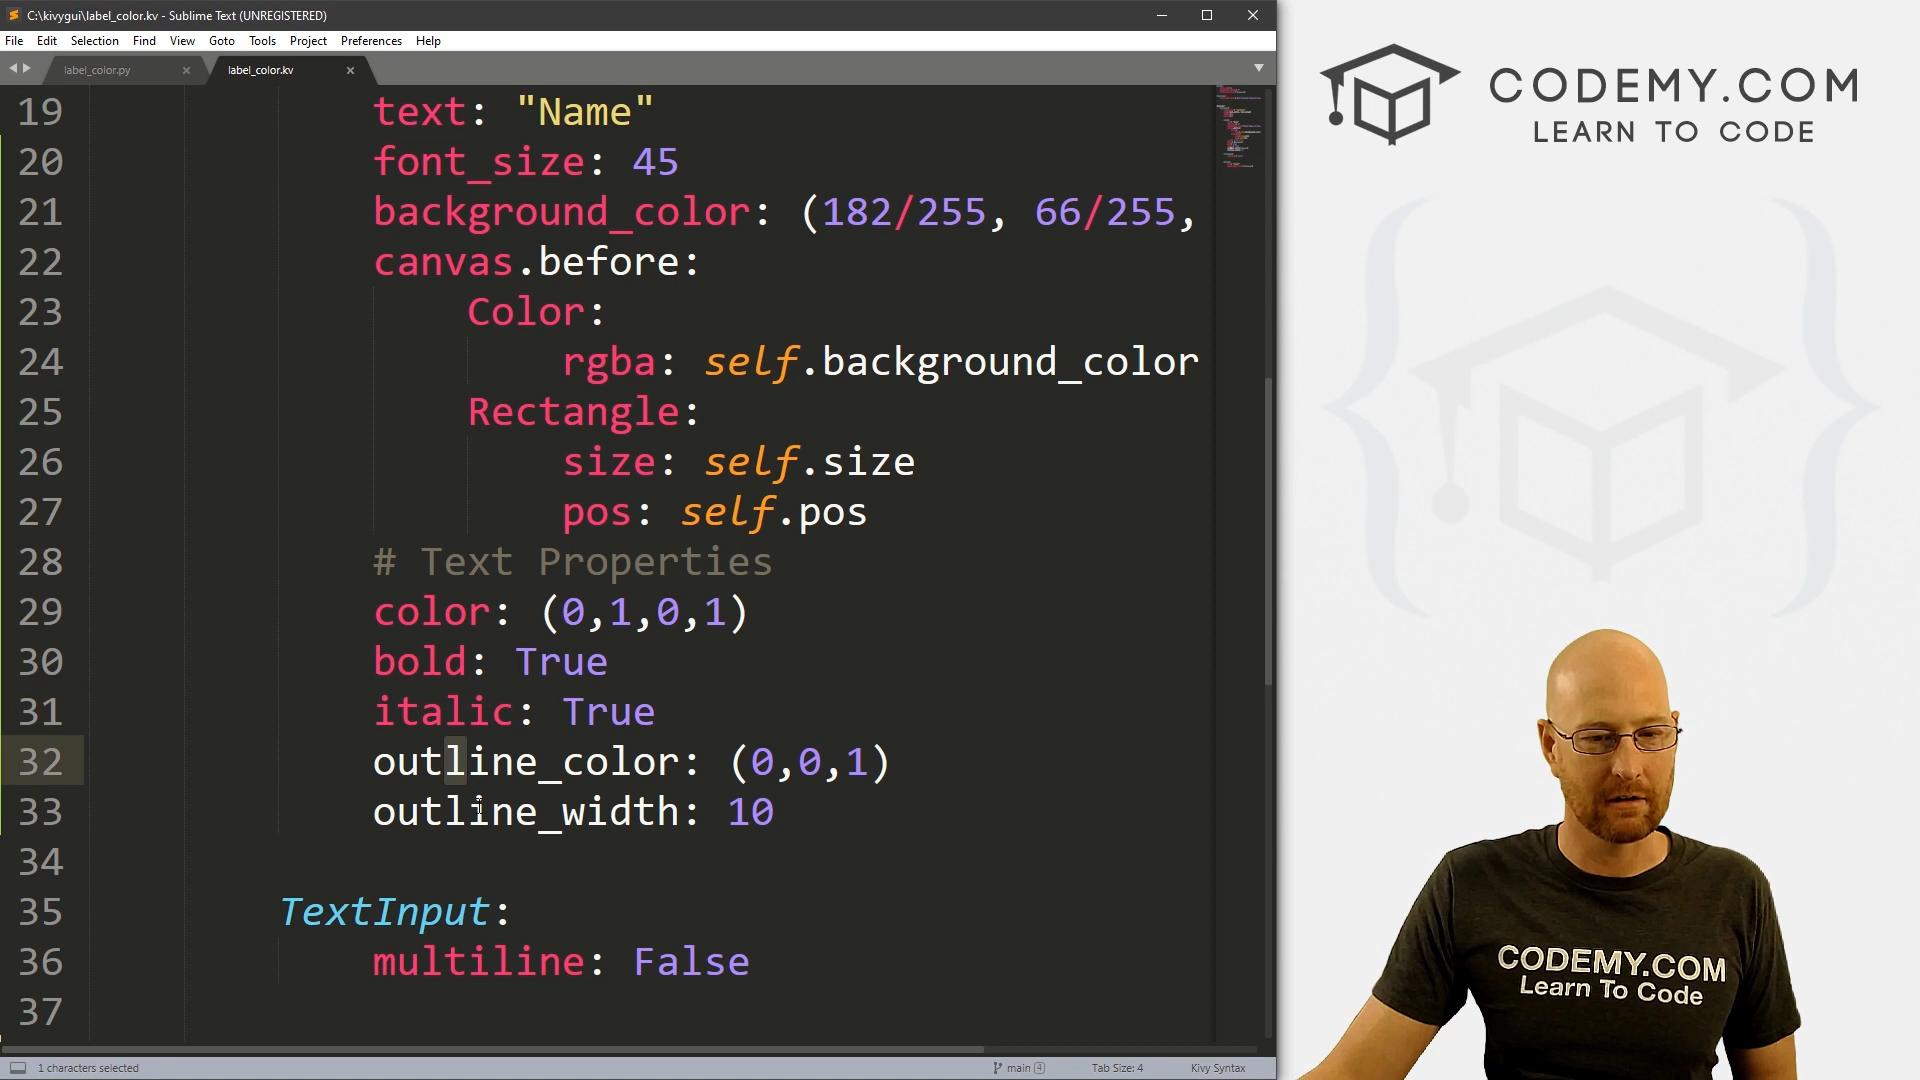 C:\kivygui\label_color.kv - Sublime Text (UNREGISTERED)
File Edit Selection Find View Goto Tools Project Preferences Help
label_color.py label_color.kv
19 text: "Name"
20 font_size: 45
21 background_color: (182/255, 66/255,
22 canvas.before:
23 Color:
24 rgba: self.background_color
25 Rectangle:
26 size: self.size
27 pos: self.pos
28 # Text Properties
29 color: (0,1,0,1)
30 bold: True
31 italic: True
32 outline_color: (0,0,1)
33 outline_width: 10
34
35 TextInput:
36 multiline: False
37
1 characters selected main 4 Tab Size: 4 Kivy Syntax
CODEMY.COM
LEARN TO CODE
CODEMY.COM
Learn To Code